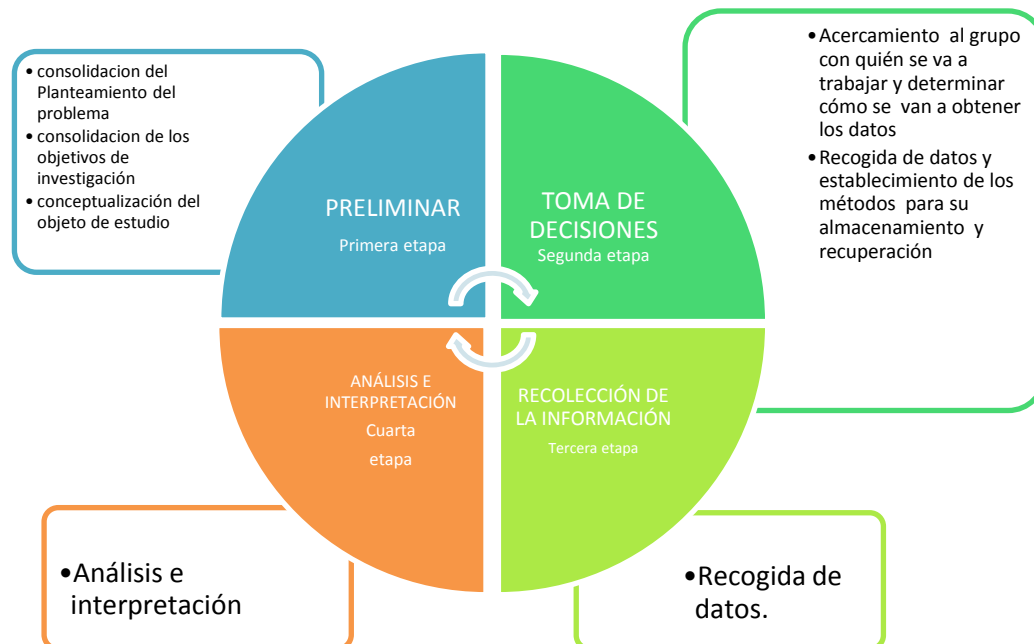 • consolidacion del
Planteamiento del
problema
• consolidacion de los
objetivos de
investigación
• conceptualización del
objeto de estudio
PRELIMINAR
Primera etapa
TOMA DE
DECISIONES
Segunda etapa
• Acercamiento al grupo
con quién se va a
trabajar y determinar
cómo se van a obtener
los datos
• Recogida de datos y
establecimiento de los
métodos para su
almacenamiento y
recuperación
ANÁLISIS E
INTERPRETACIÓN
Cuarta
etapa
RECOLECCIÓN DE
LA INFORMACIÓN
Tercera etapa
•Análisis e
interpretación
•Recogida de
datos.